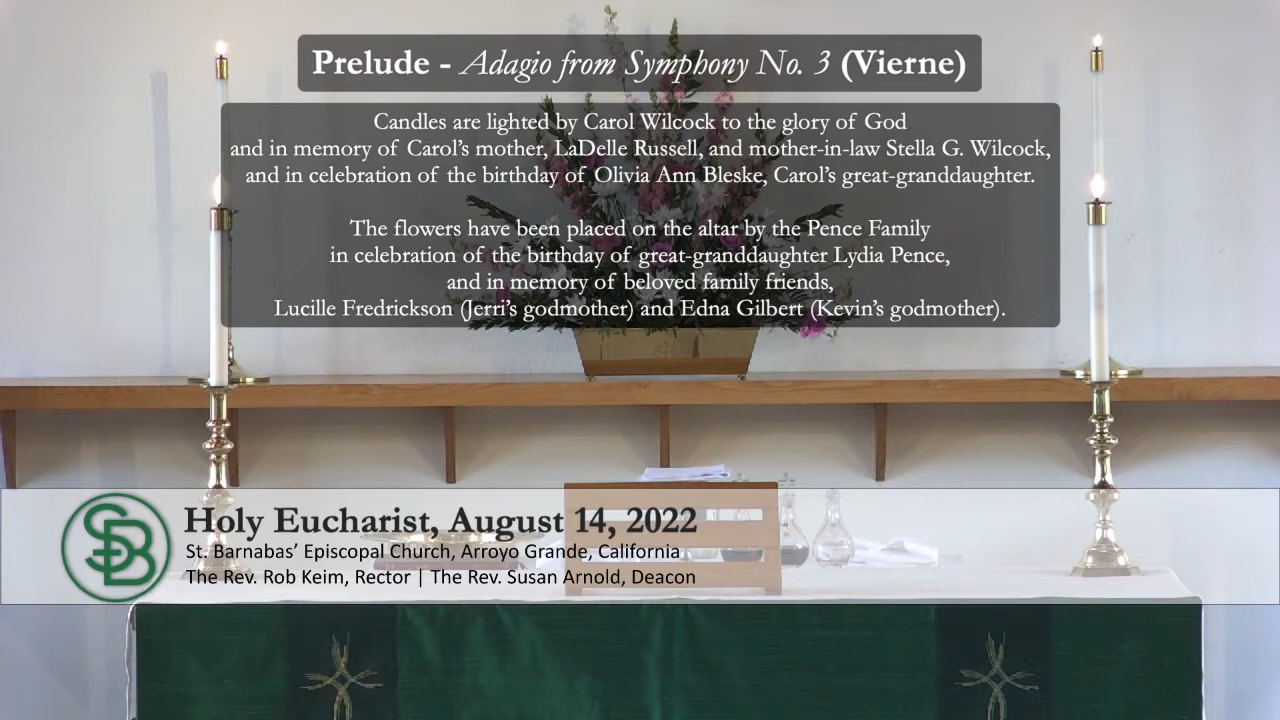 Prelude - Adagio from Symphony No. 3 (Vierne)
Candles are lighted by Carol Wilcock to the glory of God
and in memory of Carol's mother, LaDelle Russell, and mother-in-law Stella G. Wilcock,
and in celebration of the birthday of Olivia Ann Bleske, Carol's great-granddaughter.
The flowers have been placed on the altar by the Pence Family
in celebration of the birthday of great-granddaughter Lydia Pence,
and in memory of beloved family friends,
Lucille Fredrickson (Jerri's godmother) and Edna Gilbert (Kevin's godmother).
SBD
Holy Eucharist, August 14, 2022
St. Barnabas' Episcopal Church, Arroyo Grande, California
The Rev. Rob Keim, Rector | The Rev. Susan Arnold, Deacon